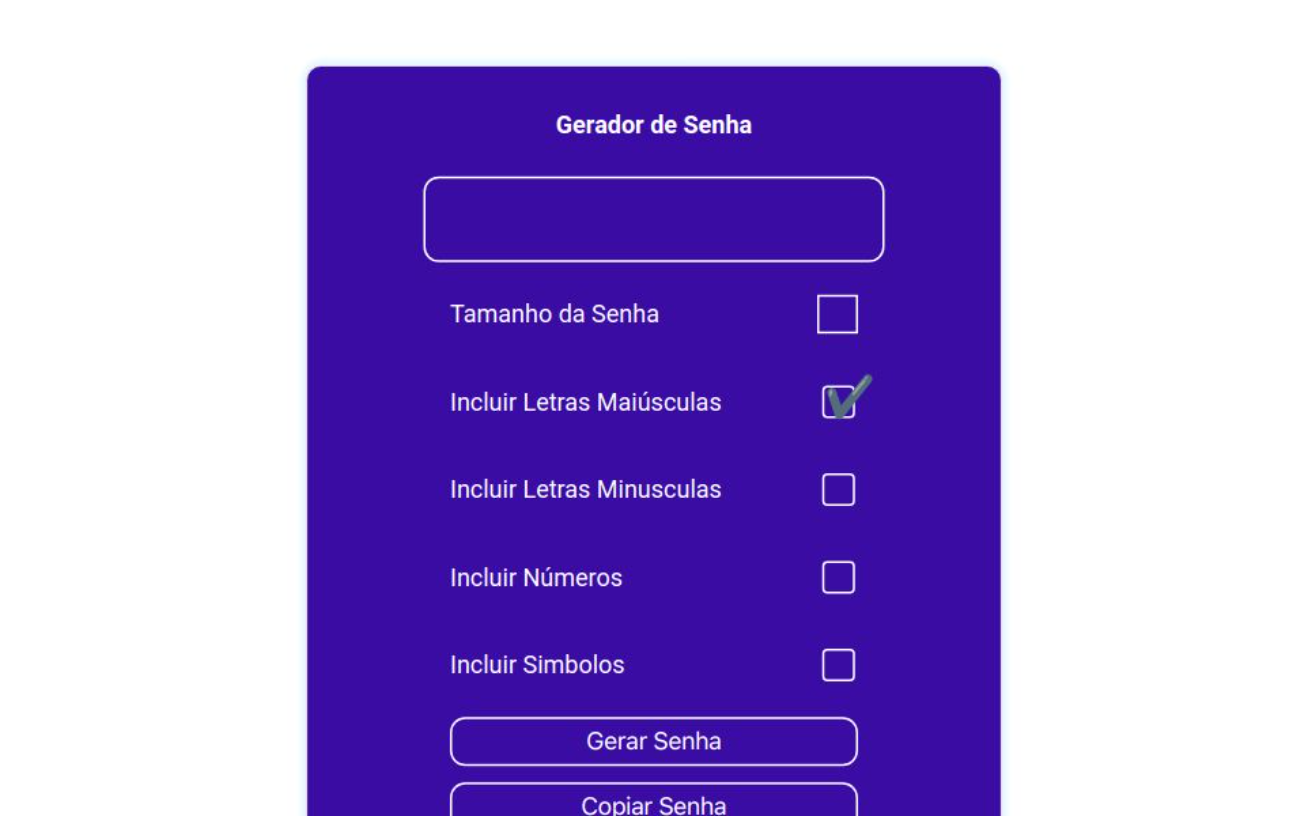 Gerador de Senha
Tamanho da Senha
Incluir Letras Maiúsculas
Incluir Letras Minusculas
Incluir Números
Incluir Simbolos
Gerar Senha
Copiar Senha